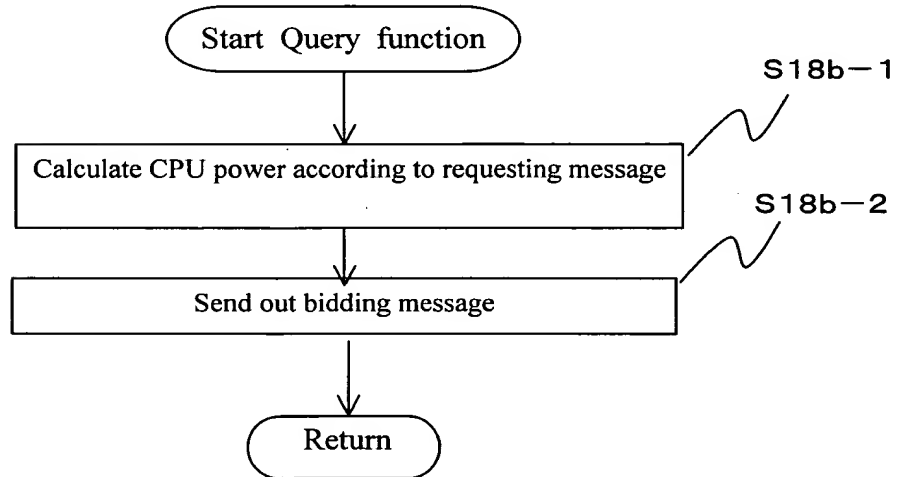 Start Query function
S18b-1
Calculate CPU power according to requesting message
S18b-2
Send out bidding message
Return